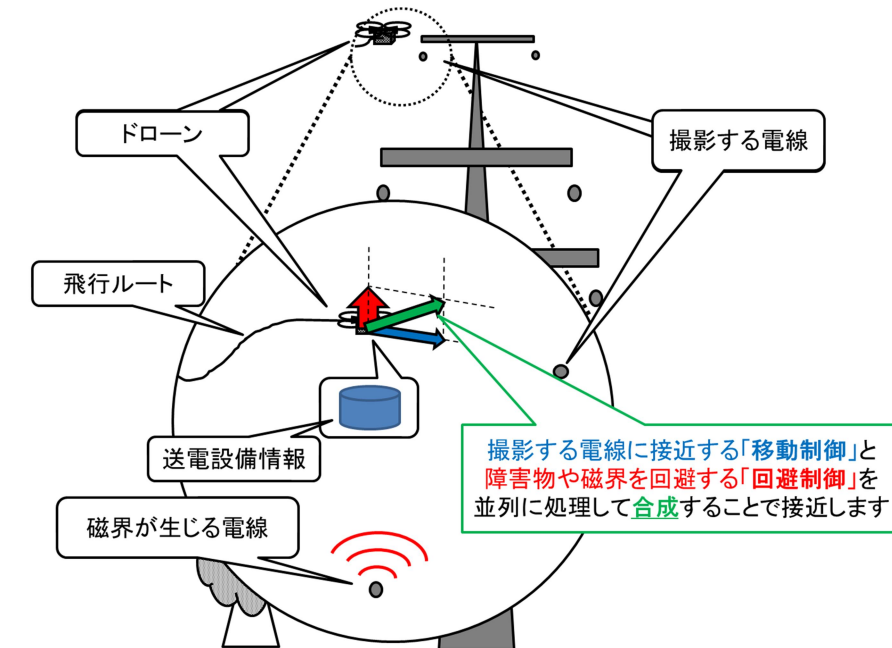 ドローン
撮影する電線
飛行ルート
送電設備情報
撮影する電線に接近する「移動制御」と
障害物や磁界を回避する「回避制御」を
並列に処理して合成することで接近します
磁界が生じる電線